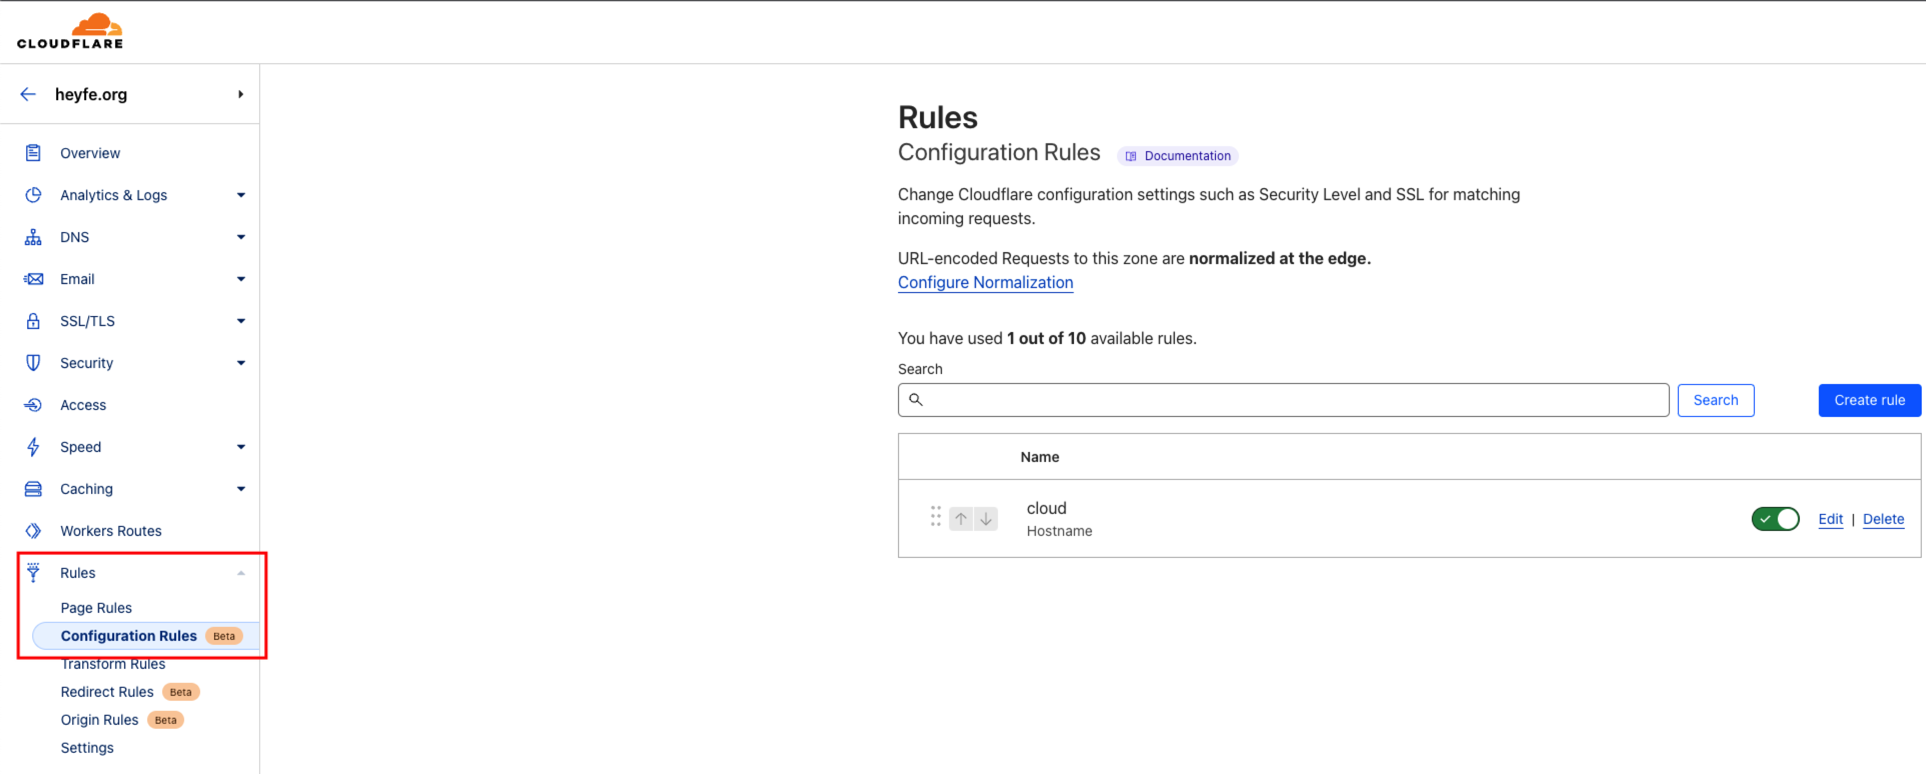 CLOUDFLARE
heyfe.org
Overview
Analytics & Logs
DNS
Email
SSL/TLS
Security
Access
Speed
Caching
Workers Routes
Rules
Page Rules
Configuration Rules Beta
Transform Rules
Redirect Rules Beta
Origin Rules Beta
Settings
Rules
Configuration Rules Documentation
Change Cloudflare configuration settings such as Security Level and SSL for matching
incoming requests.
URL-encoded Requests to this zone are normalized at the edge.
Configure Normalization
You have used 1 out of 10 available rules.
Search
Search Create rule
Name
cloud
Hostname
Edit | Delete